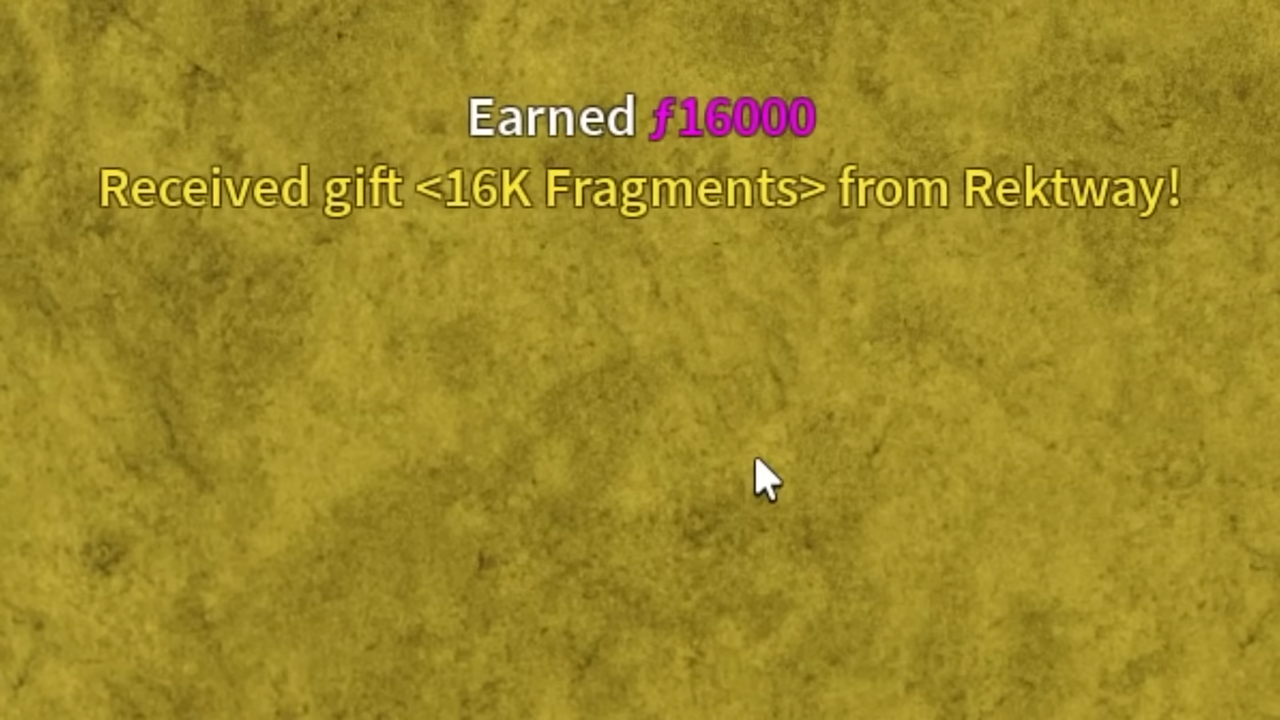 Earned ƒ16000
Received gift <16K Fragments> from Rektway!